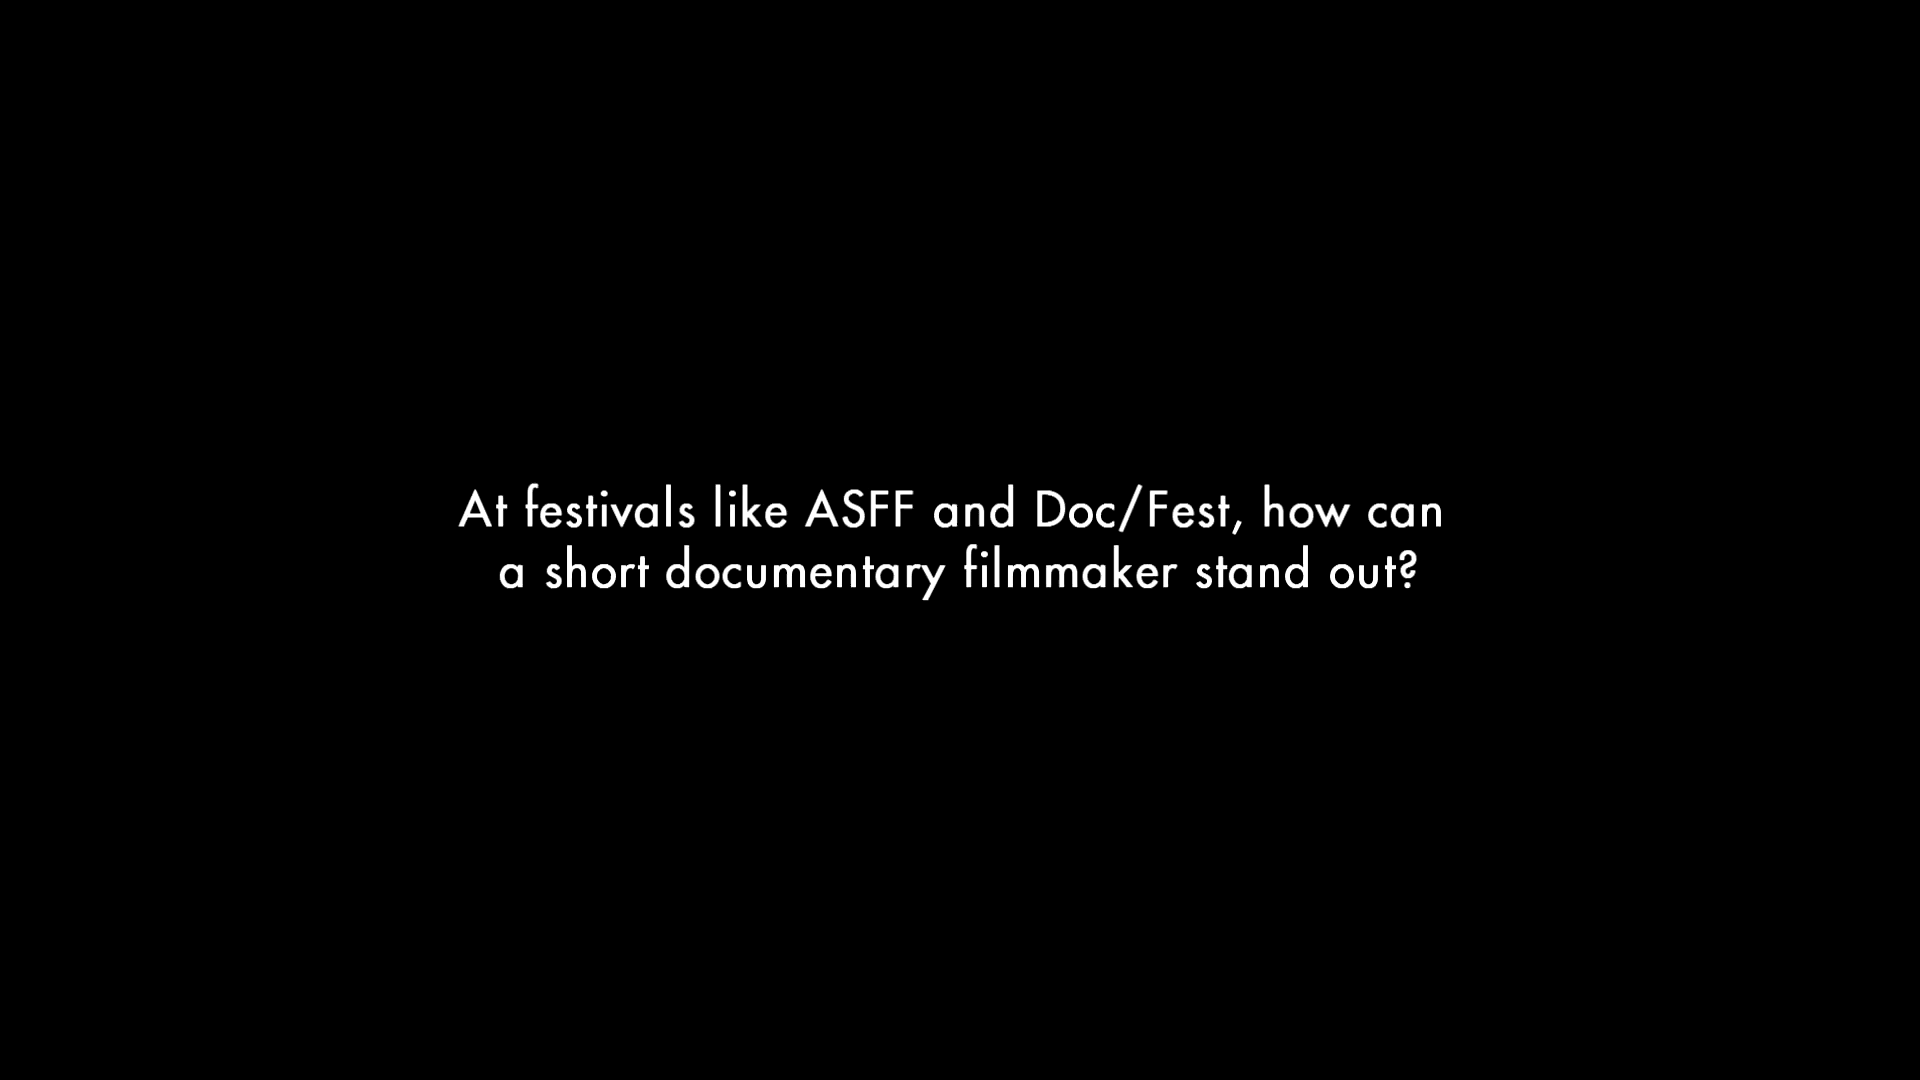 At festivals like ASFF and Doc/Fest, how can
a short documentary filmmaker stand out?